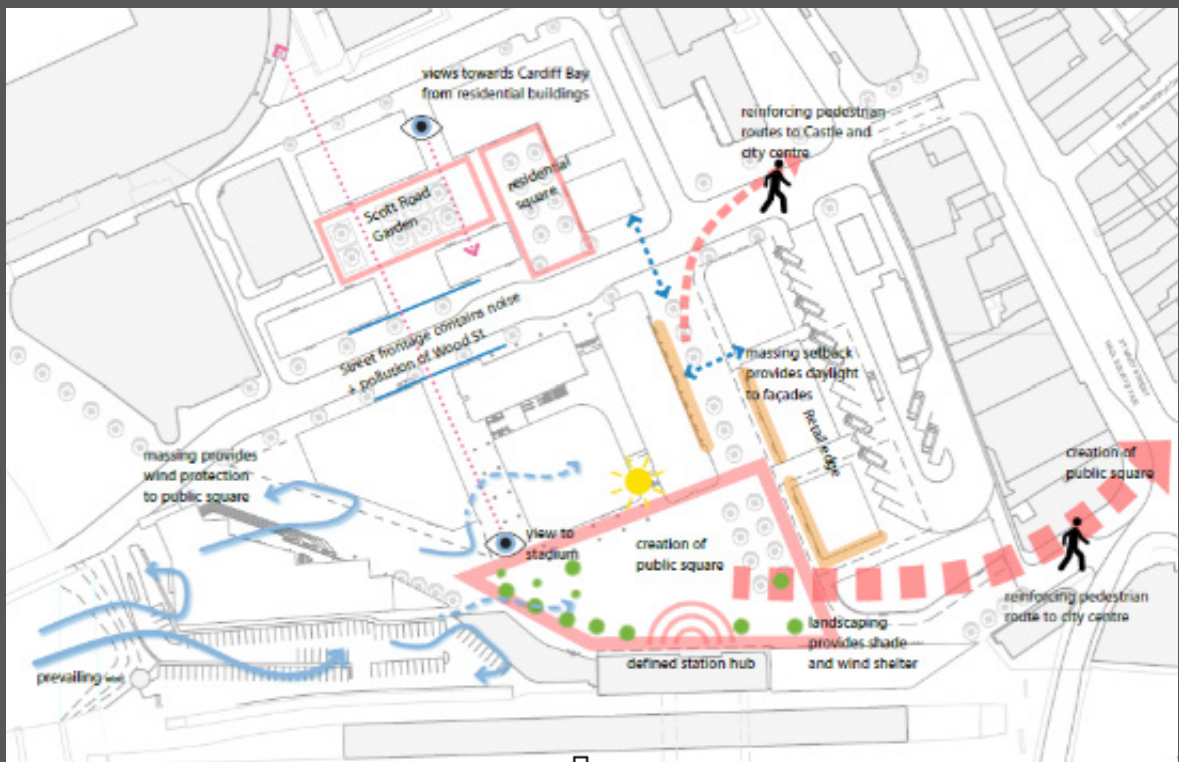 views towards Cardiff Bay
from residential buildings
reinforcing pedestrian
routes to Castle and
city centre
residential
square
Scott Road
Garden
Street frontage contains noise
+ pollution of Wood St
massing setback
provides daylight
to façades
Retail edge
massing provides
wind protection
to public square
creation of
public square
view to
stadium
creation of
public square
reinforcing pedestrian
route to city centre
landscaping
provides shade
and wind shelter
defined station hub
prevailing